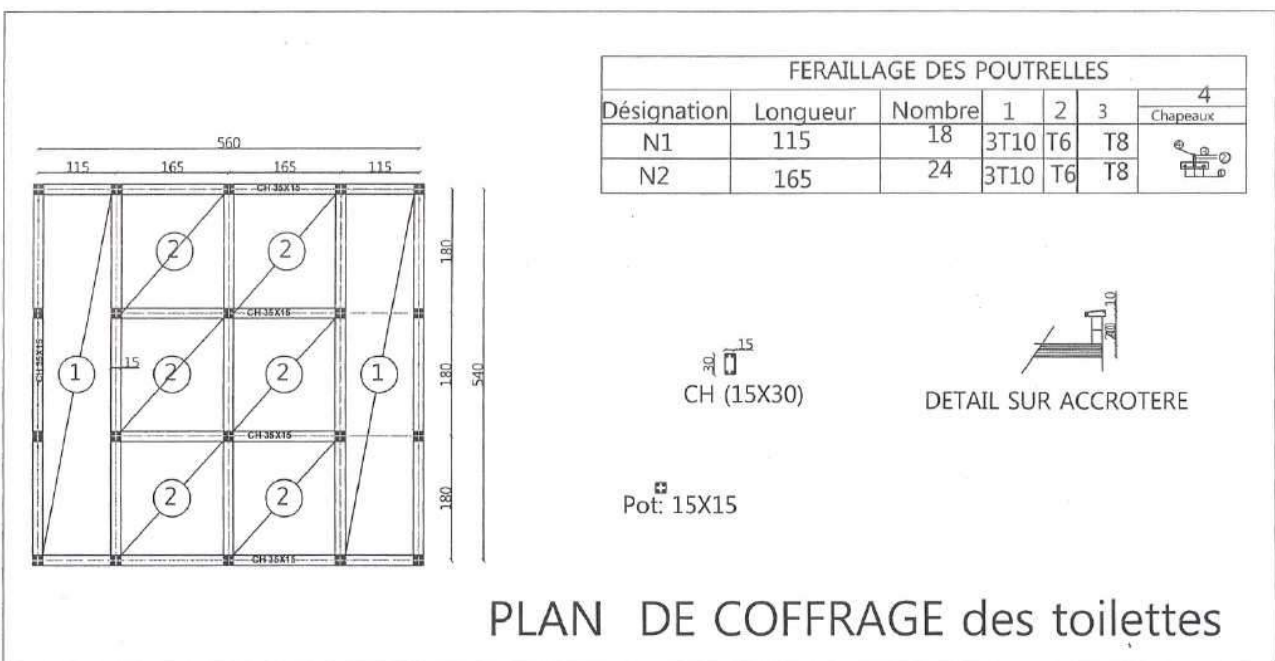 FERAILLAGE DES POUTRELLES
Désignation Longueur Nombre 1 2 3 4
Chapeaux
N1 115 18 3T10 T6 T8
N2 165 24 3T10 T6 T8
560
115 165 165 115
CH 35X15
2 2
180
CH 35X15
CH 35X15
1 15 2 2 1
180
540
CH 35X15
2 2
180
CH 35X15
15
30
CH (15X30)
10
DETAIL SUR ACCROTERE
Pot: 15X15
PLAN DE COFFRAGE des toilettes